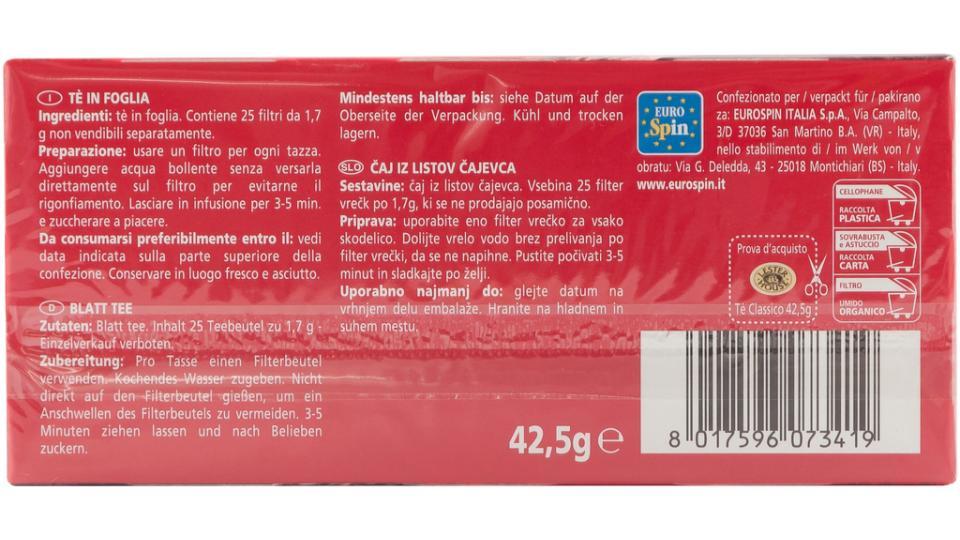 I TÈ IN FOGLIA
Ingredienti: tè in foglia. Contiene 25 filtri da 1,7
g non vendibili separatamente.
Preparazione: usare un filtro per ogni tazza.
Aggiungere acqua bollente senza versarla
direttamente sul filtro per evitarne il
rigonfiamento. Lasciare in infusione per 3-5 min.
e zuccherare a piacere.
Da consumarsi preferibilmente entro il: vedi
data indicata sulla parte superiore della
confezione. Conservare in luogo fresco e asciutto.
D BLATT TEE
Zutaten: Blatt tee. Inhalt 25 Teebeutel zu 1,7 g -
Einzelverkauf verboten.
Zubereitung: Pro Tasse einen Filterbeutel
verwenden. Kochendes Wasser zugeben. Nicht
direkt auf den Filterbeutel gießen, um ein
Anschwellen des Filterbeutels zu vermeiden. 3-5
Minuten ziehen lassen und nach Belieben
zuckern.
Mindestens haltbar bis: siehe Datum auf der
Oberseite der Verpackung. Kühl und trocken
lagern.
SLO ČAJ IZ LISTOV ČAJEVCA
Sestavine: čaj iz listov čajevca. Vsebina 25 filter
vrečk po 1,7g, ki se ne prodajajo posamično.
Priprava: uporabite eno filter vrečko za vsako
skodelico. Dolijte vrelo vodo brez prelivanja po
filter vrečki, da se ne napihne. Pustite počivati 3-5
minut in sladkajte po želji.
Uporabno najmanj do: glejte datum na
vrhnjem delu embalaže. Hranite na hladnem in
suhem mestu.
EURO
Spin
Confezionato per / verpackt für / pakirano
za: EUROSPIN ITALIA S.p.A., Via Campalto,
3/D 37036 San Martino B.A. (VR) - Italy,
nello stabilimento di / im Werk von / v
obratu: Via G. Deledda, 43 - 25018 Montichiari (BS) - Italy.
www.eurospin.it
Prova d'acquisto
ESTER
HOUSE
Tè Classico 42,5g
CELLOPHANE
RACCOLTA
PLASTICA
SOVRABUSTA
e ASTUCCIO
RACCOLTA
CARTA
FILTRO
UMIDO
ORGANICO
42,5g e
8 017596 073419